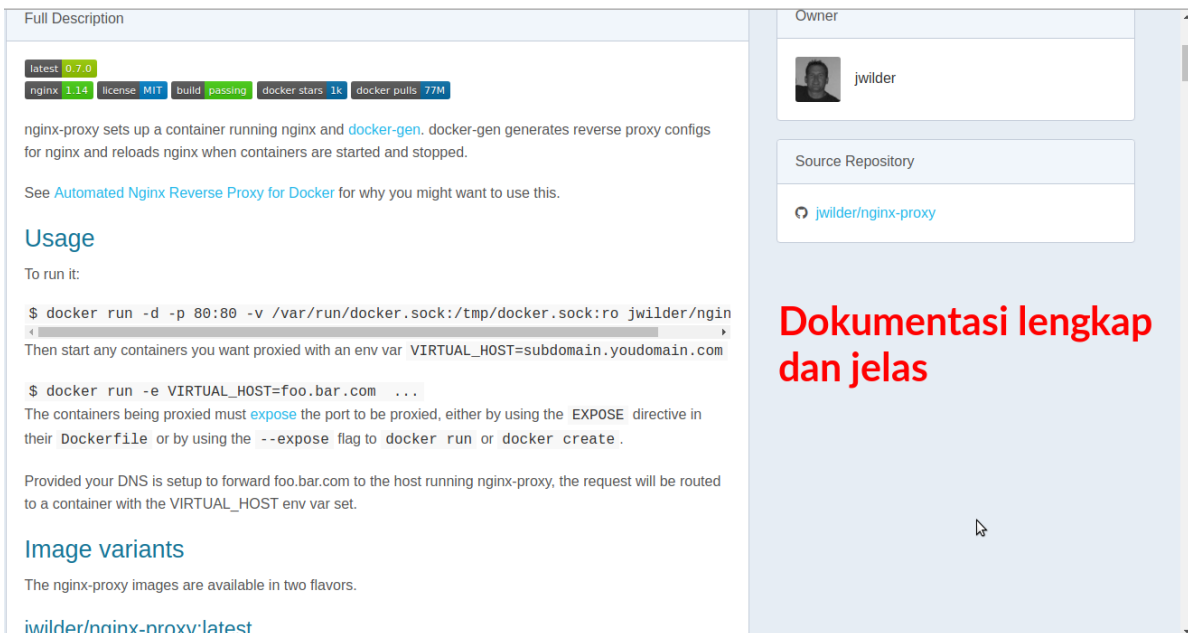 Full Description
latest 0.7.0
nginx 1.14 license MIT build passing docker stars 1k docker pulls 77M
nginx-proxy sets up a container running nginx and docker-gen. docker-gen generates reverse proxy configs
for nginx and reloads nginx when containers are started and stopped.
See Automated Nginx Reverse Proxy for Docker for why you might want to use this.
Usage
To run it:
$ docker run -d -p 80:80 -v /var/run/docker.sock:/tmp/docker.sock:ro jwilder/ngin
Then start any containers you want proxied with an env var VIRTUAL_HOST=subdomain.youdomain.com
$ docker run -e VIRTUAL_HOST=foo.bar.com ...
The containers being proxied must expose the port to be proxied, either by using the EXPOSE directive in
their Dockerfile or by using the --expose flag to docker run or docker create.
Provided your DNS is setup to forward foo.bar.com to the host running nginx-proxy, the request will be routed
to a container with the VIRTUAL_HOST env var set.
Image variants
The nginx-proxy images are available in two flavors.
jwilder/nginx-proxy:latest
Owner
jwilder
Source Repository
jwilder/nginx-proxy
Dokumentasi lengkap
dan jelas